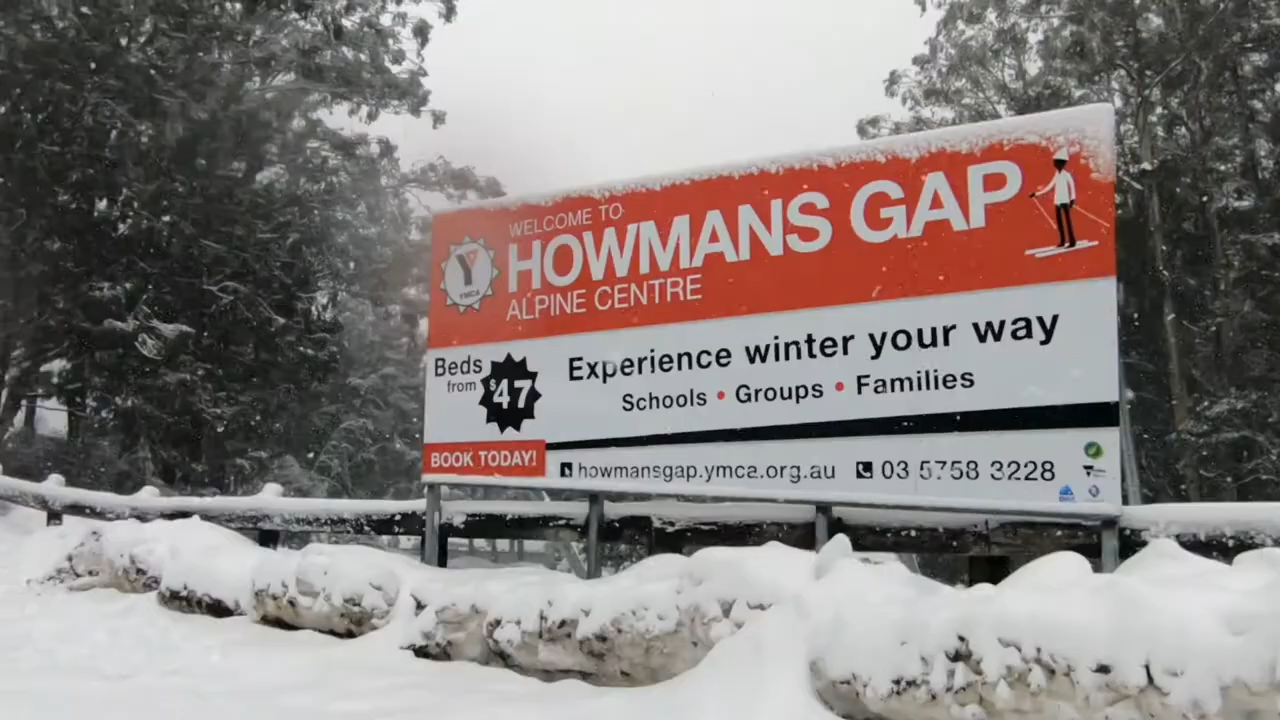 WELCOME TO
HOWMANS GAP
ALPINE CENTRE
Y
YMCA
Beds
from
$47
Experience winter your way
Schools • Groups • Families
BOOK TODAY!
howmansgap.ymca.org.au 03 5758 3228